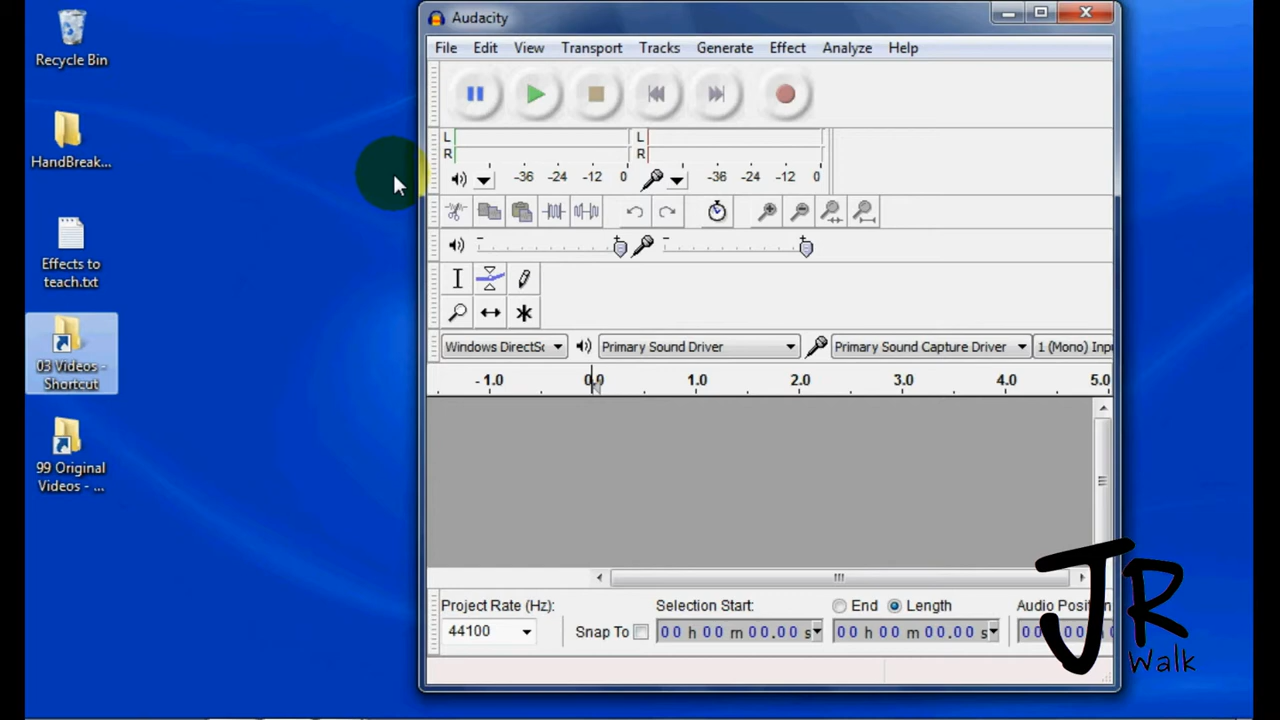 Recycle Bin
HandBreak...
Effects to
teach.txt
03 Videos -
Shortcut
99 Original
Videos - ...
Audacity
File Edit View Transport Tracks Generate Effect Analyze Help
L L
R R
-36 -24 -12 0 -36 -24 -12 0
Windows DirectSo Primary Sound Driver Primary Sound Capture Driver 1 (Mono) Inpu
- 1.0 0.0 1.0 2.0 3.0 4.0 5.0
Project Rate (Hz): Selection Start: End Length Audio Position
44100 Snap To 00 h 00 m 00.00 s 00 h 00 m 00.00 s
JR
Walk